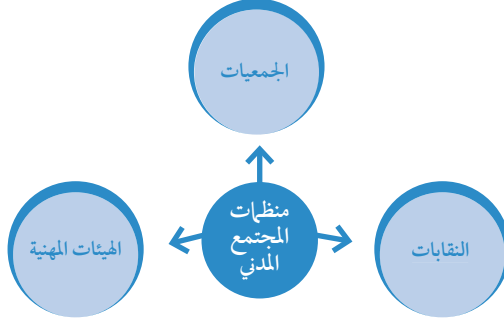 الجمعيات
منظمات
المجتمع
المدني
النقابات
الهيئات المهنية